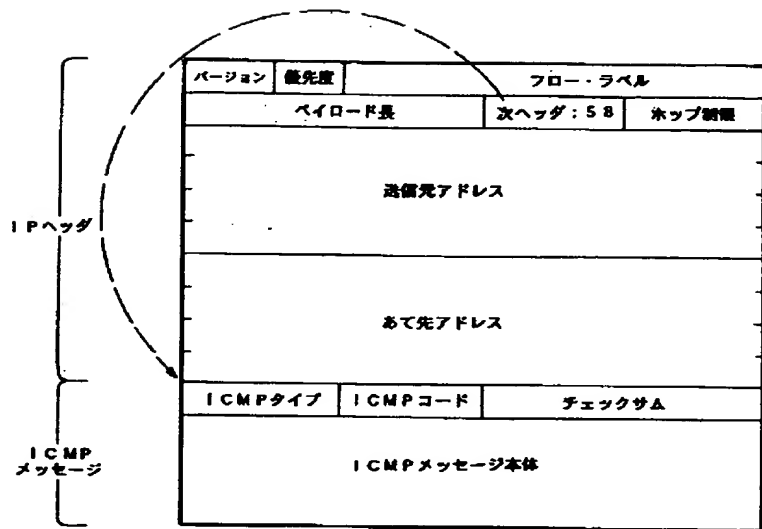 バージョン 優先度 フロー・ラベル
ペイロード長 次ヘッダ：５８ ホップ制限
送信元アドレス
ＩＰヘッダ
あて先アドレス
ＩＣＭＰタイプ ＩＣＭＰコード チェックサム
ＩＣＭＰ
メッセージ
ＩＣＭＰメッセージ本体